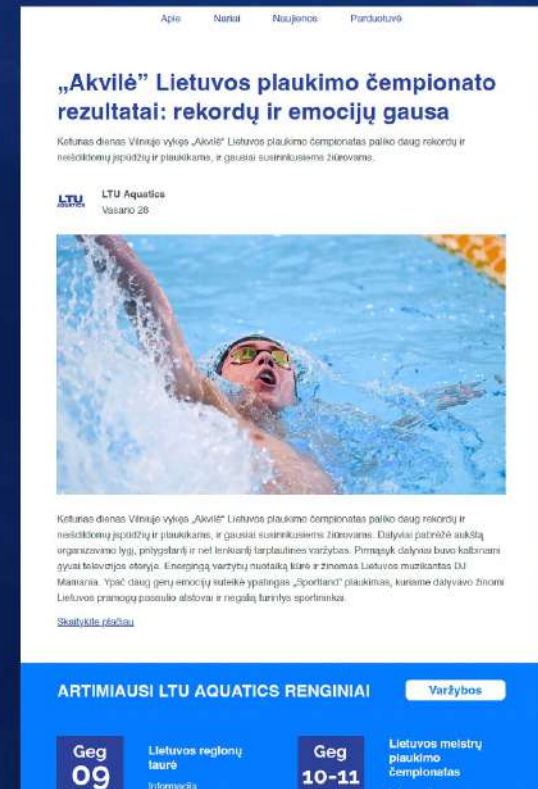 Apie Nariai Naujienos Parduotuvė
„Akvilė” Lietuvos plaukimo čempionato
rezultatai: rekordų ir emocijų gausa
Keturias dienas Vilniuje vykęs „Akvilė“ Lietuvos plaukimo čempionatas paliko daug rekordų ir
neišdildomų įspūdžių ir plaukikams, ir gausiai susirinkusiems žiūrovams.
LTU
AQUATICS
LTU Aquatics
Vasario 28
Keturias dienas Vilniuje vykęs „Akvilė“ Lietuvos plaukimo čempionatas paliko daug rekordų ir
neišdildomų įspūdžių ir plaukikams, ir gausiai susirinkusiems žiūrovams. Dalyviai pabrėžė aukštą
organizavimo lygį, prilygstantį ir net lenkiantį tarptautines varžybas. Pirmąsyk dalyviai buvo kalbinami
gyvai televizijos eteryje. Energingą varžybų nuotaiką kūrė ir žinomas Lietuvos muzikantas DJ
Mamania. Ypač daug gerų emocijų suteikė ypatingas „Sportland“ plaukimas, kuriame dalyvavo žinomi
Lietuvos pramogų pasaulio atstovai ir negalią turintys sportininkai.
Skaitykite plačiau
ARTIMIAUSI LTU AQUATICS RENGINIAI Varžybos
Geg
09
Lietuvos regionų
taurė
Informacija
Geg
10-11
Lietuvos meistrų
plaukimo
čempionatas